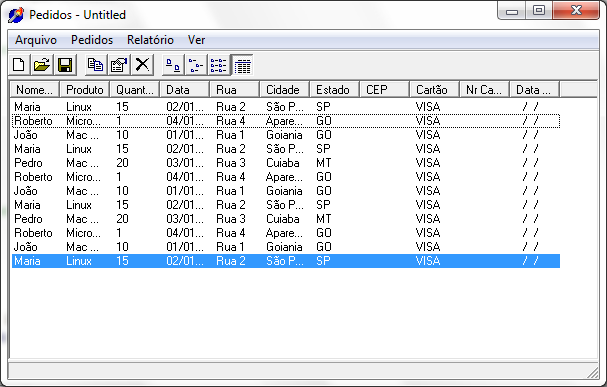 Pedidos - Untitled
Arquivo Pedidos Relatório Ver
Nome... Produto Quant... Data Rua Cidade Estado CEP Cartão Nr Ca... Data ...
Maria Linux 15 02/01... Rua 2 São P... SP VISA / /
Roberto Micro... 1 04/01... Rua 4 Apare... GO VISA / /
João Mac ... 10 01/01... Rua 1 Goiania GO VISA / /
Maria Linux 15 02/01... Rua 2 São P... SP VISA / /
Pedro Mac ... 20 03/01... Rua 3 Cuiaba MT VISA / /
Roberto Micro... 1 04/01... Rua 4 Apare... GO VISA / /
João Mac ... 10 01/01... Rua 1 Goiania GO VISA / /
Maria Linux 15 02/01... Rua 2 São P... SP VISA / /
Pedro Mac ... 20 03/01... Rua 3 Cuiaba MT VISA / /
Roberto Micro... 1 04/01... Rua 4 Apare... GO VISA / /
João Mac ... 10 01/01... Rua 1 Goiania GO VISA / /
Maria Linux 15 02/01... Rua 2 São P... SP VISA / /